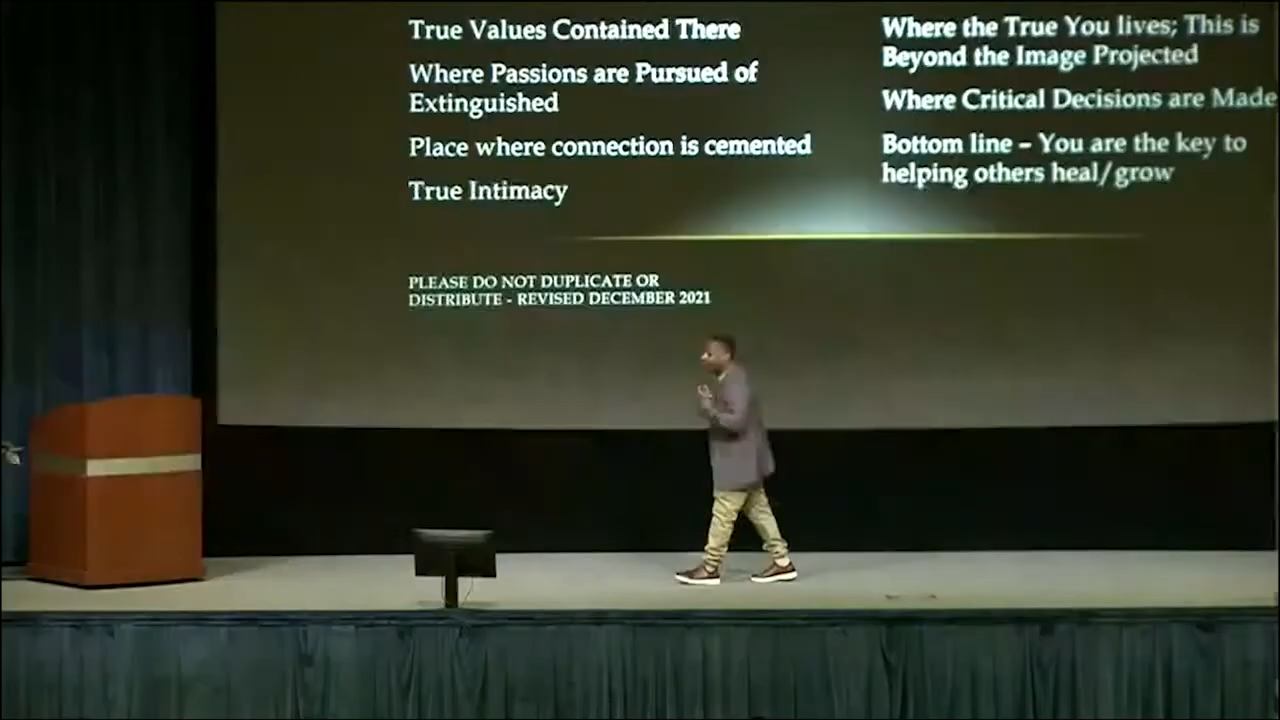 True Values Contained There
Where Passions are Pursued of
Extinguished
Place where connection is cemented
True Intimacy
PLEASE DO NOT DUPLICATE OR
DISTRIBUTE - REVISED DECEMBER 2021
Where the True You lives; This is
Beyond the Image Projected
Where Critical Decisions are Made
Bottom line – You are the key to
helping others heal/grow